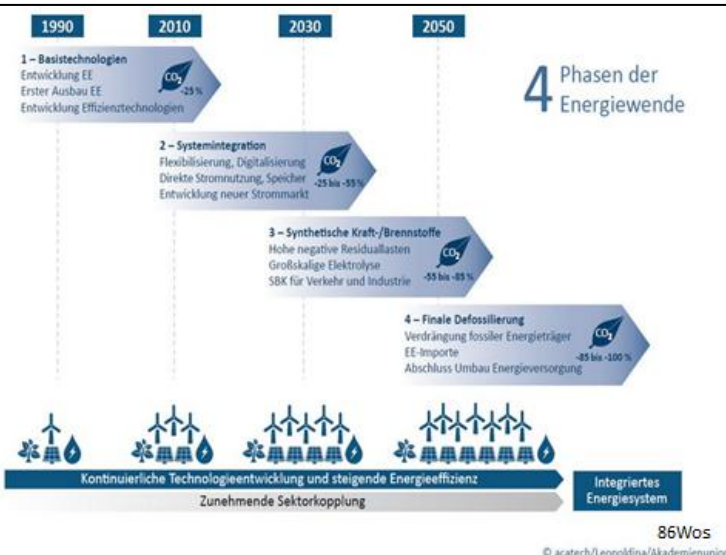 1990 2010 2030 2050
4 Phasen der
Energiewende
1 – Basistechnologien
Entwicklung EE
Erster Ausbau EE
Entwicklung Effizienztechnologien
CO₂
-25 %
2 – Systemintegration
Flexibilisierung, Digitalisierung
Direkte Stromnutzung, Speicher
Entwicklung neuer Strommarkt
CO₂
-25 bis -55 %
3 – Synthetische Kraft-/Brennstoffe
Hohe negative Residuallasten
Großskalige Elektrolyse
SBK für Verkehr und Industrie
CO₂
-55 bis -85 %
4 – Finale Defossilierung
Verdrängung fossiler Energieträger
EE-Importe
Abschluss Umbau Energieversorgung
CO₂
-85 bis -100 %
Kontinuierliche Technologieentwicklung und steigende Energieeffizienz
Zunehmende Sektorkopplung
Integriertes
Energiesystem
86Wos
© acatech/Leopoldina/Akademienunion